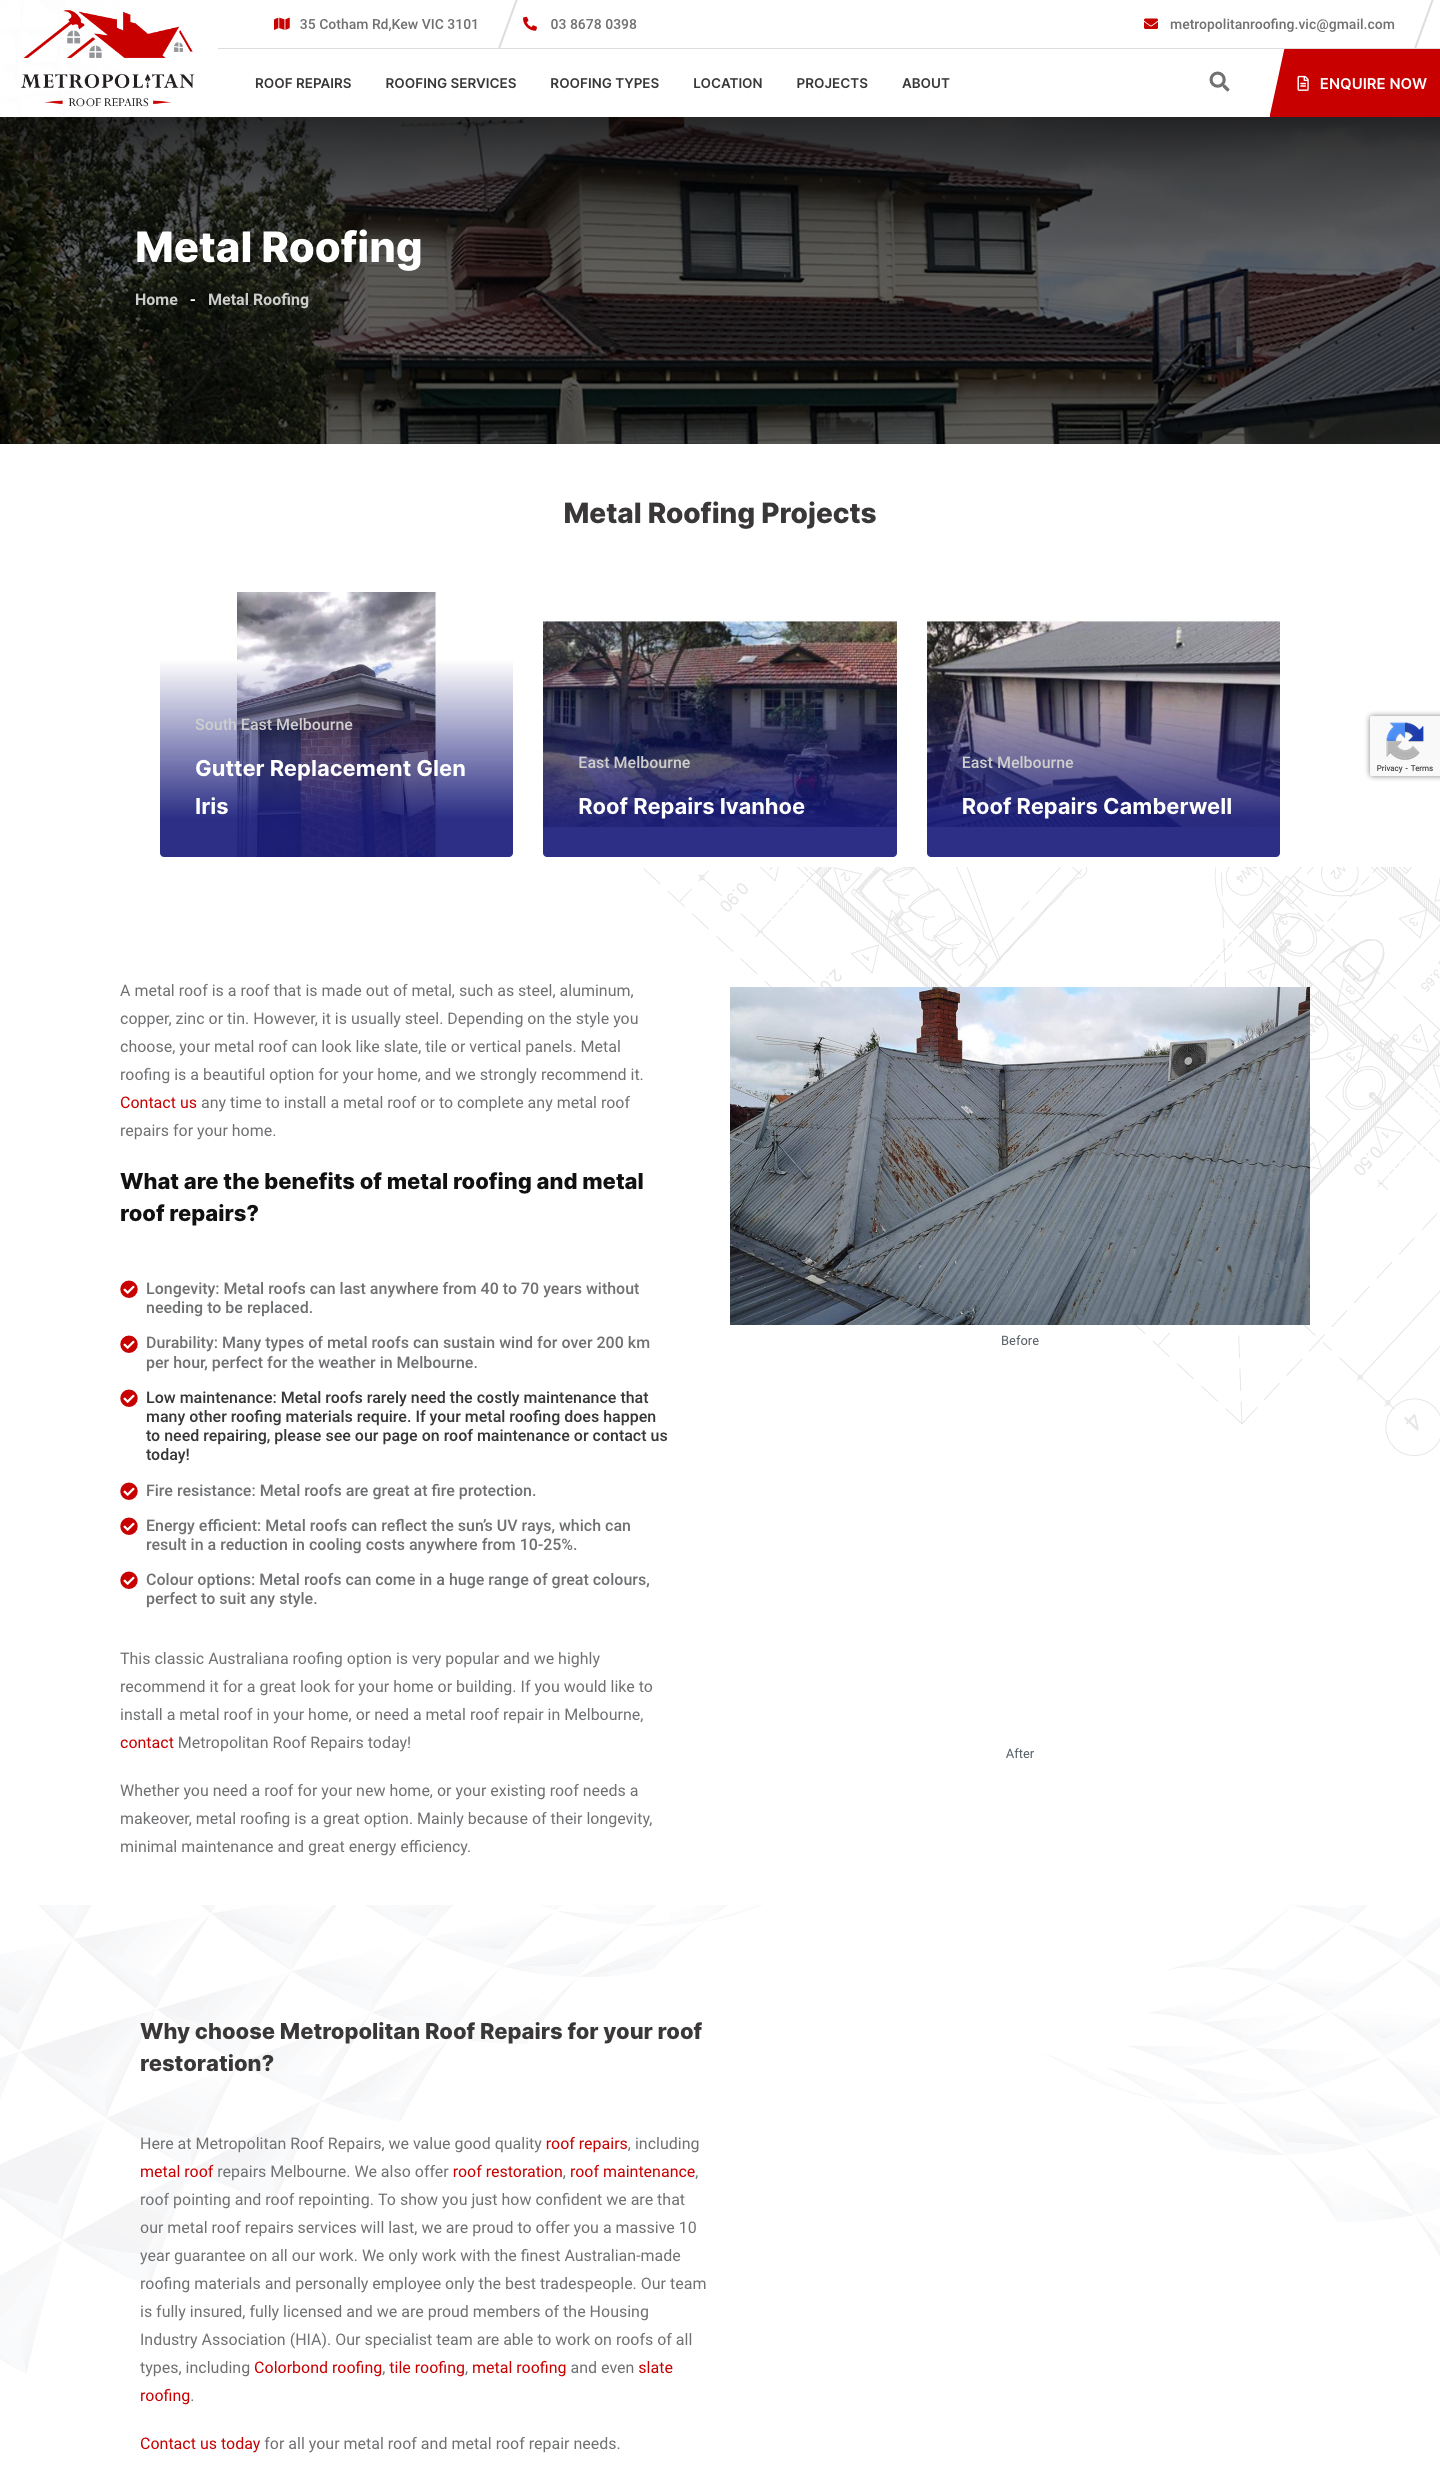 35 Cotham Rd,Kew VIC 3101
03 8678 0398
metropolitanroofing.vic@gmail.com
METROPOLITAN
ROOF REPAIRS
ROOF REPAIRS
ROOFING SERVICES
ROOFING TYPES
LOCATION
PROJECTS
ABOUT
ENQUIRE NOW
Metal Roofing
Home - Metal Roofing
Metal Roofing Projects
South East Melbourne
Gutter Replacement Glen
Iris
East Melbourne
Roof Repairs Ivanhoe
East Melbourne
Roof Repairs Camberwell
Privacy - Terms
0.90
A metal roof is a roof that is made out of metal, such as steel, aluminum,
copper, zinc or tin. However, it is usually steel. Depending on the style you
choose, your metal roof can look like slate, tile or vertical panels. Metal
roofing is a beautiful option for your home, and we strongly recommend it.
Contact us any time to install a metal roof or to complete any metal roof
repairs for your home.
What are the benefits of metal roofing and metal
roof repairs?
Longevity: Metal roofs can last anywhere from 40 to 70 years without
needing to be replaced.
Durability: Many types of metal roofs can sustain wind for over 200 km
per hour, perfect for the weather in Melbourne.
Low maintenance: Metal roofs rarely need the costly maintenance that
many other roofing materials require. If your metal roofing does happen
to need repairing, please see our page on roof maintenance or contact us
today!
Fire resistance: Metal roofs are great at fire protection.
Energy efficient: Metal roofs can reflect the sun’s UV rays, which can
result in a reduction in cooling costs anywhere from 10-25%.
Colour options: Metal roofs can come in a huge range of great colours,
perfect to suit any style.
This classic Australiana roofing option is very popular and we highly
recommend it for a great look for your home or building. If you would like to
install a metal roof in your home, or need a metal roof repair in Melbourne,
contact Metropolitan Roof Repairs today!
Whether you need a roof for your new home, or your existing roof needs a
makeover, metal roofing is a great option. Mainly because of their longevity,
minimal maintenance and great energy efficiency.
0.50
Before
After
Why choose Metropolitan Roof Repairs for your roof
restoration?
Here at Metropolitan Roof Repairs, we value good quality roof repairs, including
metal roof repairs Melbourne. We also offer roof restoration, roof maintenance,
roof pointing and roof repointing. To show you just how confident we are that
our metal roof repairs services will last, we are proud to offer you a massive 10
year guarantee on all our work. We only work with the finest Australian-made
roofing materials and personally employee only the best tradespeople. Our team
is fully insured, fully licensed and we are proud members of the Housing
Industry Association (HIA). Our specialist team are able to work on roofs of all
types, including Colorbond roofing, tile roofing, metal roofing and even slate
roofing.
Contact us today for all your metal roof and metal roof repair needs.